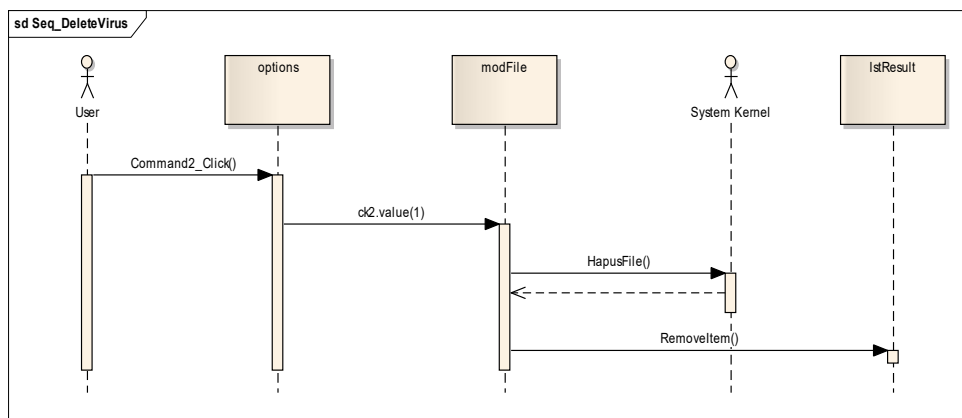 sd Seq_DeleteVirus
User
options
modFile
System Kernel
lstResult
Command2_Click()
ck2.value(1)
HapusFile()
RemoveItem()